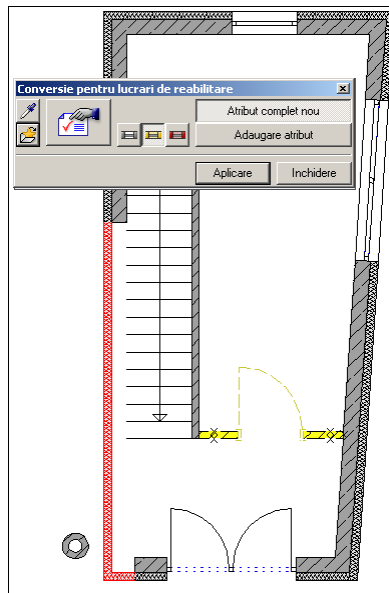 Conversie pentru lucrari de reabilitare
Atribut complet nou
Adaugare atribut
Aplicare
Inchidere